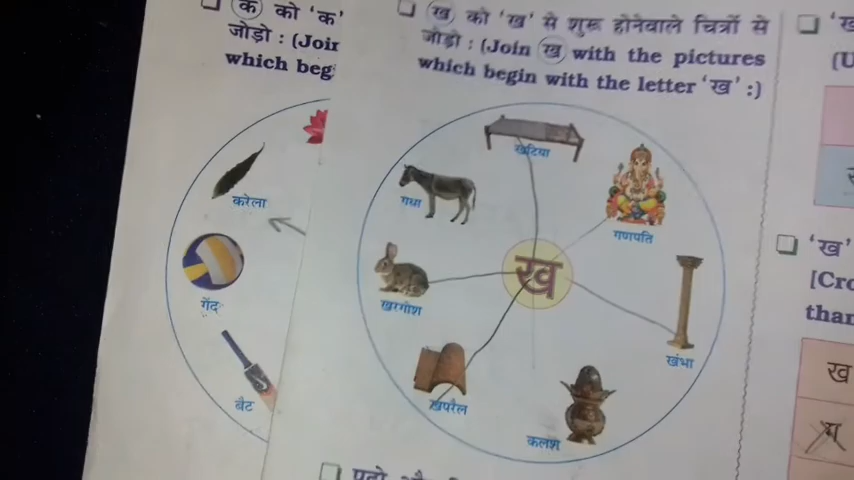 क को 'क'
जोड़ो : (Join
which beg
करेला
गेंद
बैट
ख को 'ख' से शुरू होनेवाले चित्रों से
जोड़ो : (Join ख with the pictures
which begin with the letter 'ख' :)
खटिया
गधा
गणपति
ख
खरगोश
खंभा
खपरैल
कलश
'ख
(U
'ख'
[Cro
than
ख
म